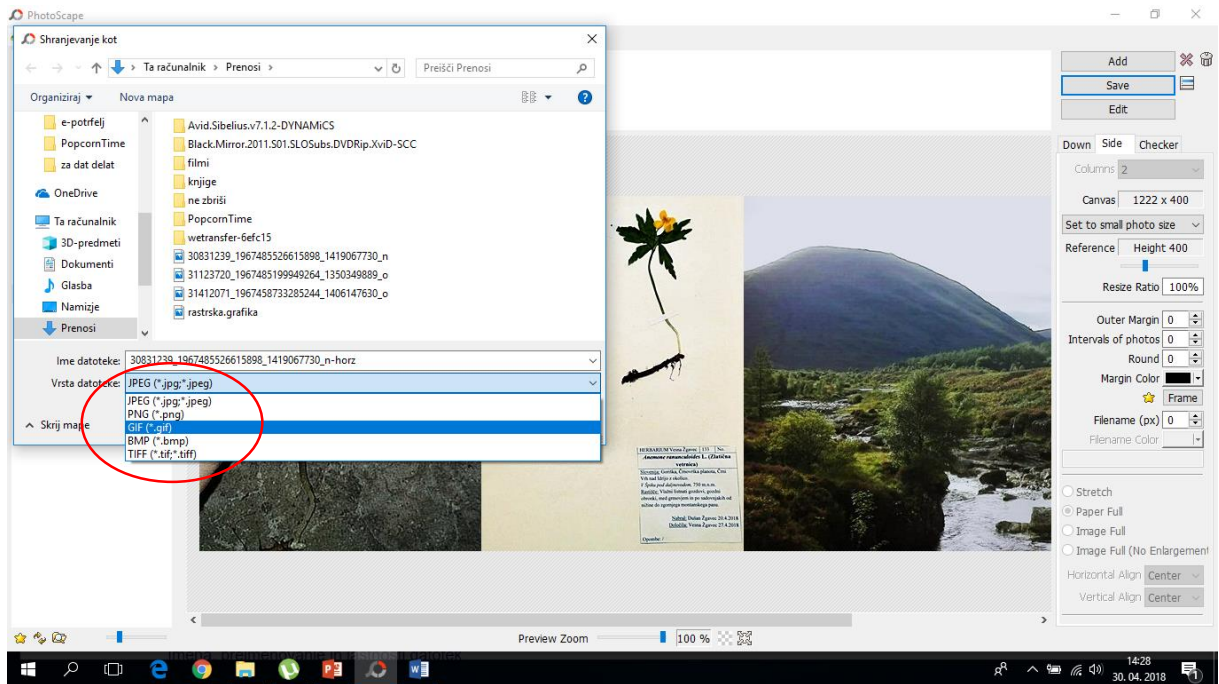 PhotoScape
Shranjevanje kot
Ta računalnik > Prenosi >
Preišči Prenosi
Organiziraj
Nova mapa
e-potrfelj
PopcornTime
za dat delat
OneDrive
Ta računalnik
3D-predmeti
Dokumenti
Glasba
Namizje
Prenosi
Avid.Sibelius.v7.1.2-DYNAMiCS
Black.Mirror.2011.S01.SLOSubs.DVDRip.XviD-SCC
filmi
knjige
ne zbriši
PopcornTime
wetransfer-6efc15
30831239_1967485526615898_1419067730_n
31123720_1967485199949264_1350349889_o
31412071_1967458733285244_1406147630_o
rastrska.grafika
Ime datoteke: 30831239_1967485526615898_1419067730_n-horz
Vrsta datoteke: JPEG (*.jpg;*.jpeg)
JPEG (*.jpg;*.jpeg)
PNG (*.png)
GIF (*.gif)
BMP (*.bmp)
TIFF (*.tif;*.tiff)
Skrij mape
HERBARIJ Vesna Žgavec
Anemone ranunculoides L. (Zlatična
vetrnica)
Add
Save
Edit
Down Side Checker
Columns 2
Canvas 1222 x 400
Set to small photo size
Reference Height 400
Resize Ratio 100%
Outer Margin 0
Intervals of photos 0
Round 0
Margin Color
Frame
Filename (px) 0
Filename Color
Stretch
Paper Full
Image Full
Image Full (No Enlargement
Horizontal Align Center
Vertical Align Center
Preview Zoom 100 %
14:28
30. 04. 2018